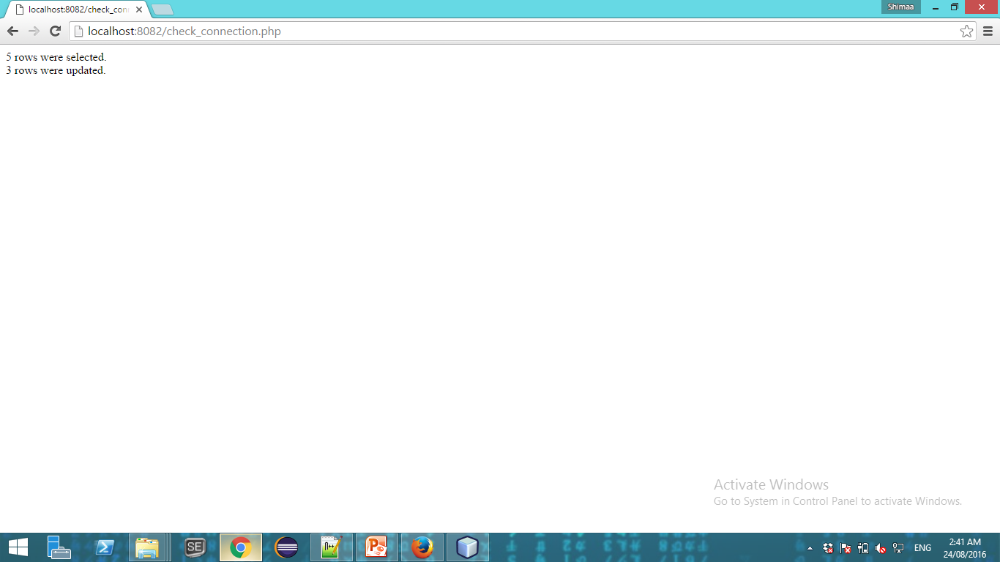 localhost:8082/check_con
Shimaa
localhost:8082/check_connection.php
5 rows were selected.
3 rows were updated.
Activate Windows
Go to System in Control Panel to activate Windows.
SE
N++
P
ENG
2:41 AM
24/08/2016